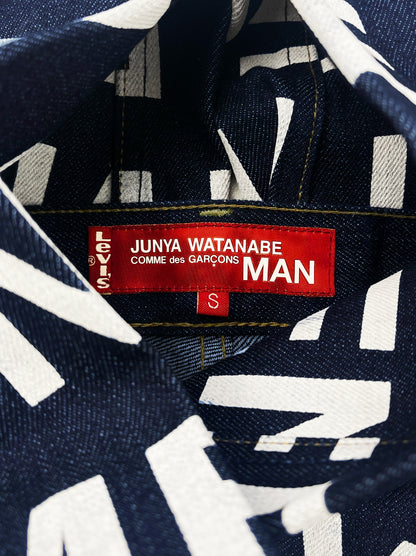 Levi's
®
JUNYA WATANABE
COMME des GARÇONS MAN
S